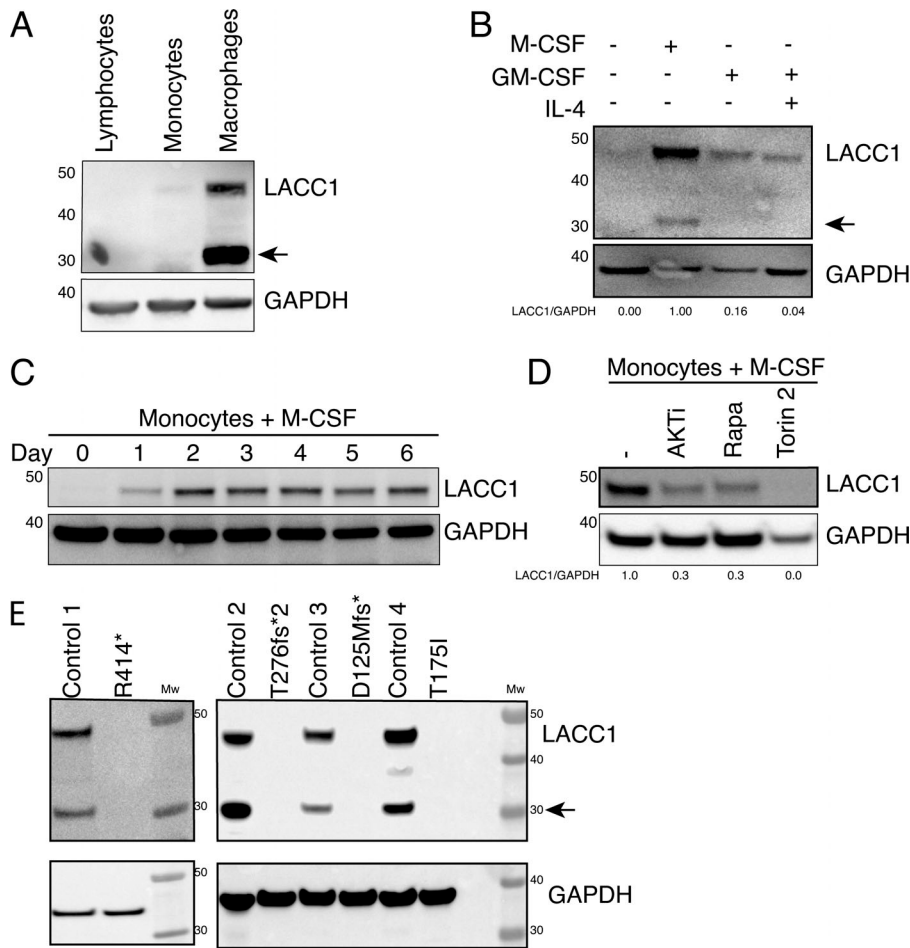 A
Lymphocytes
Monocytes
Macrophages
50
LACC1
40
30
40
GAPDH
B
M-CSF - + - -
GM-CSF - - + +
IL-4 - - - +
50
LACC1
40
30
40
GAPDH
LACC1/GAPDH 0.00 1.00 0.16 0.04
C
Monocytes + M-CSF
Day 0 1 2 3 4 5 6
50
LACC1
40
GAPDH
D
Monocytes + M-CSF
- AKTi Rapa Torin 2
50
LACC1
40
GAPDH
LACC1/GAPDH 1.0 0.3 0.3 0.0
E
Control 1
R414*
Mw
50
30
50
30
Control 2
T276fs*2
Control 3
D125Mfs*
Control 4
T175I
Mw
50
LACC1
40
30
40
GAPDH
30